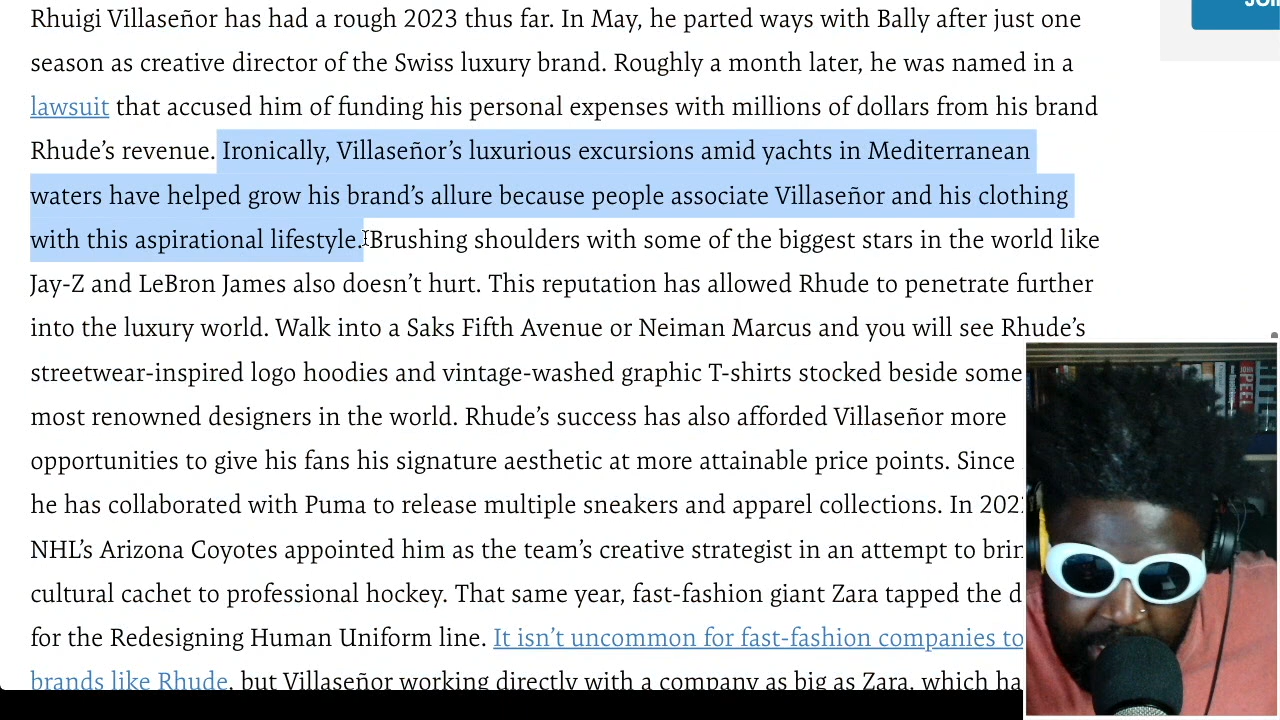 JOIN
Rhuigi Villaseñor has had a rough 2023 thus far. In May, he parted ways with Bally after just one
season as creative director of the Swiss luxury brand. Roughly a month later, he was named in a
lawsuit that accused him of funding his personal expenses with millions of dollars from his brand
Rhude’s revenue. Ironically, Villaseñor’s luxurious excursions amid yachts in Mediterranean
waters have helped grow his brand’s allure because people associate Villaseñor and his clothing
with this aspirational lifestyle. Brushing shoulders with some of the biggest stars in the world like
Jay-Z and LeBron James also doesn’t hurt. This reputation has allowed Rhude to penetrate further
into the luxury world. Walk into a Saks Fifth Avenue or Neiman Marcus and you will see Rhude’s
streetwear-inspired logo hoodies and vintage-washed graphic T-shirts stocked beside some
most renowned designers in the world. Rhude’s success has also afforded Villaseñor more
opportunities to give his fans his signature aesthetic at more attainable price points. Since
he has collaborated with Puma to release multiple sneakers and apparel collections. In
NHL’s Arizona Coyotes appointed him as the team’s creative strategist in an attempt to
cultural cachet to professional hockey. That same year, fast-fashion giant Zara tapped the
for the Redesigning Human Uniform line. It isn’t uncommon for fast-fashion companies to
brands like Rhude, but Villaseñor working directly with a company as big as Zara, which